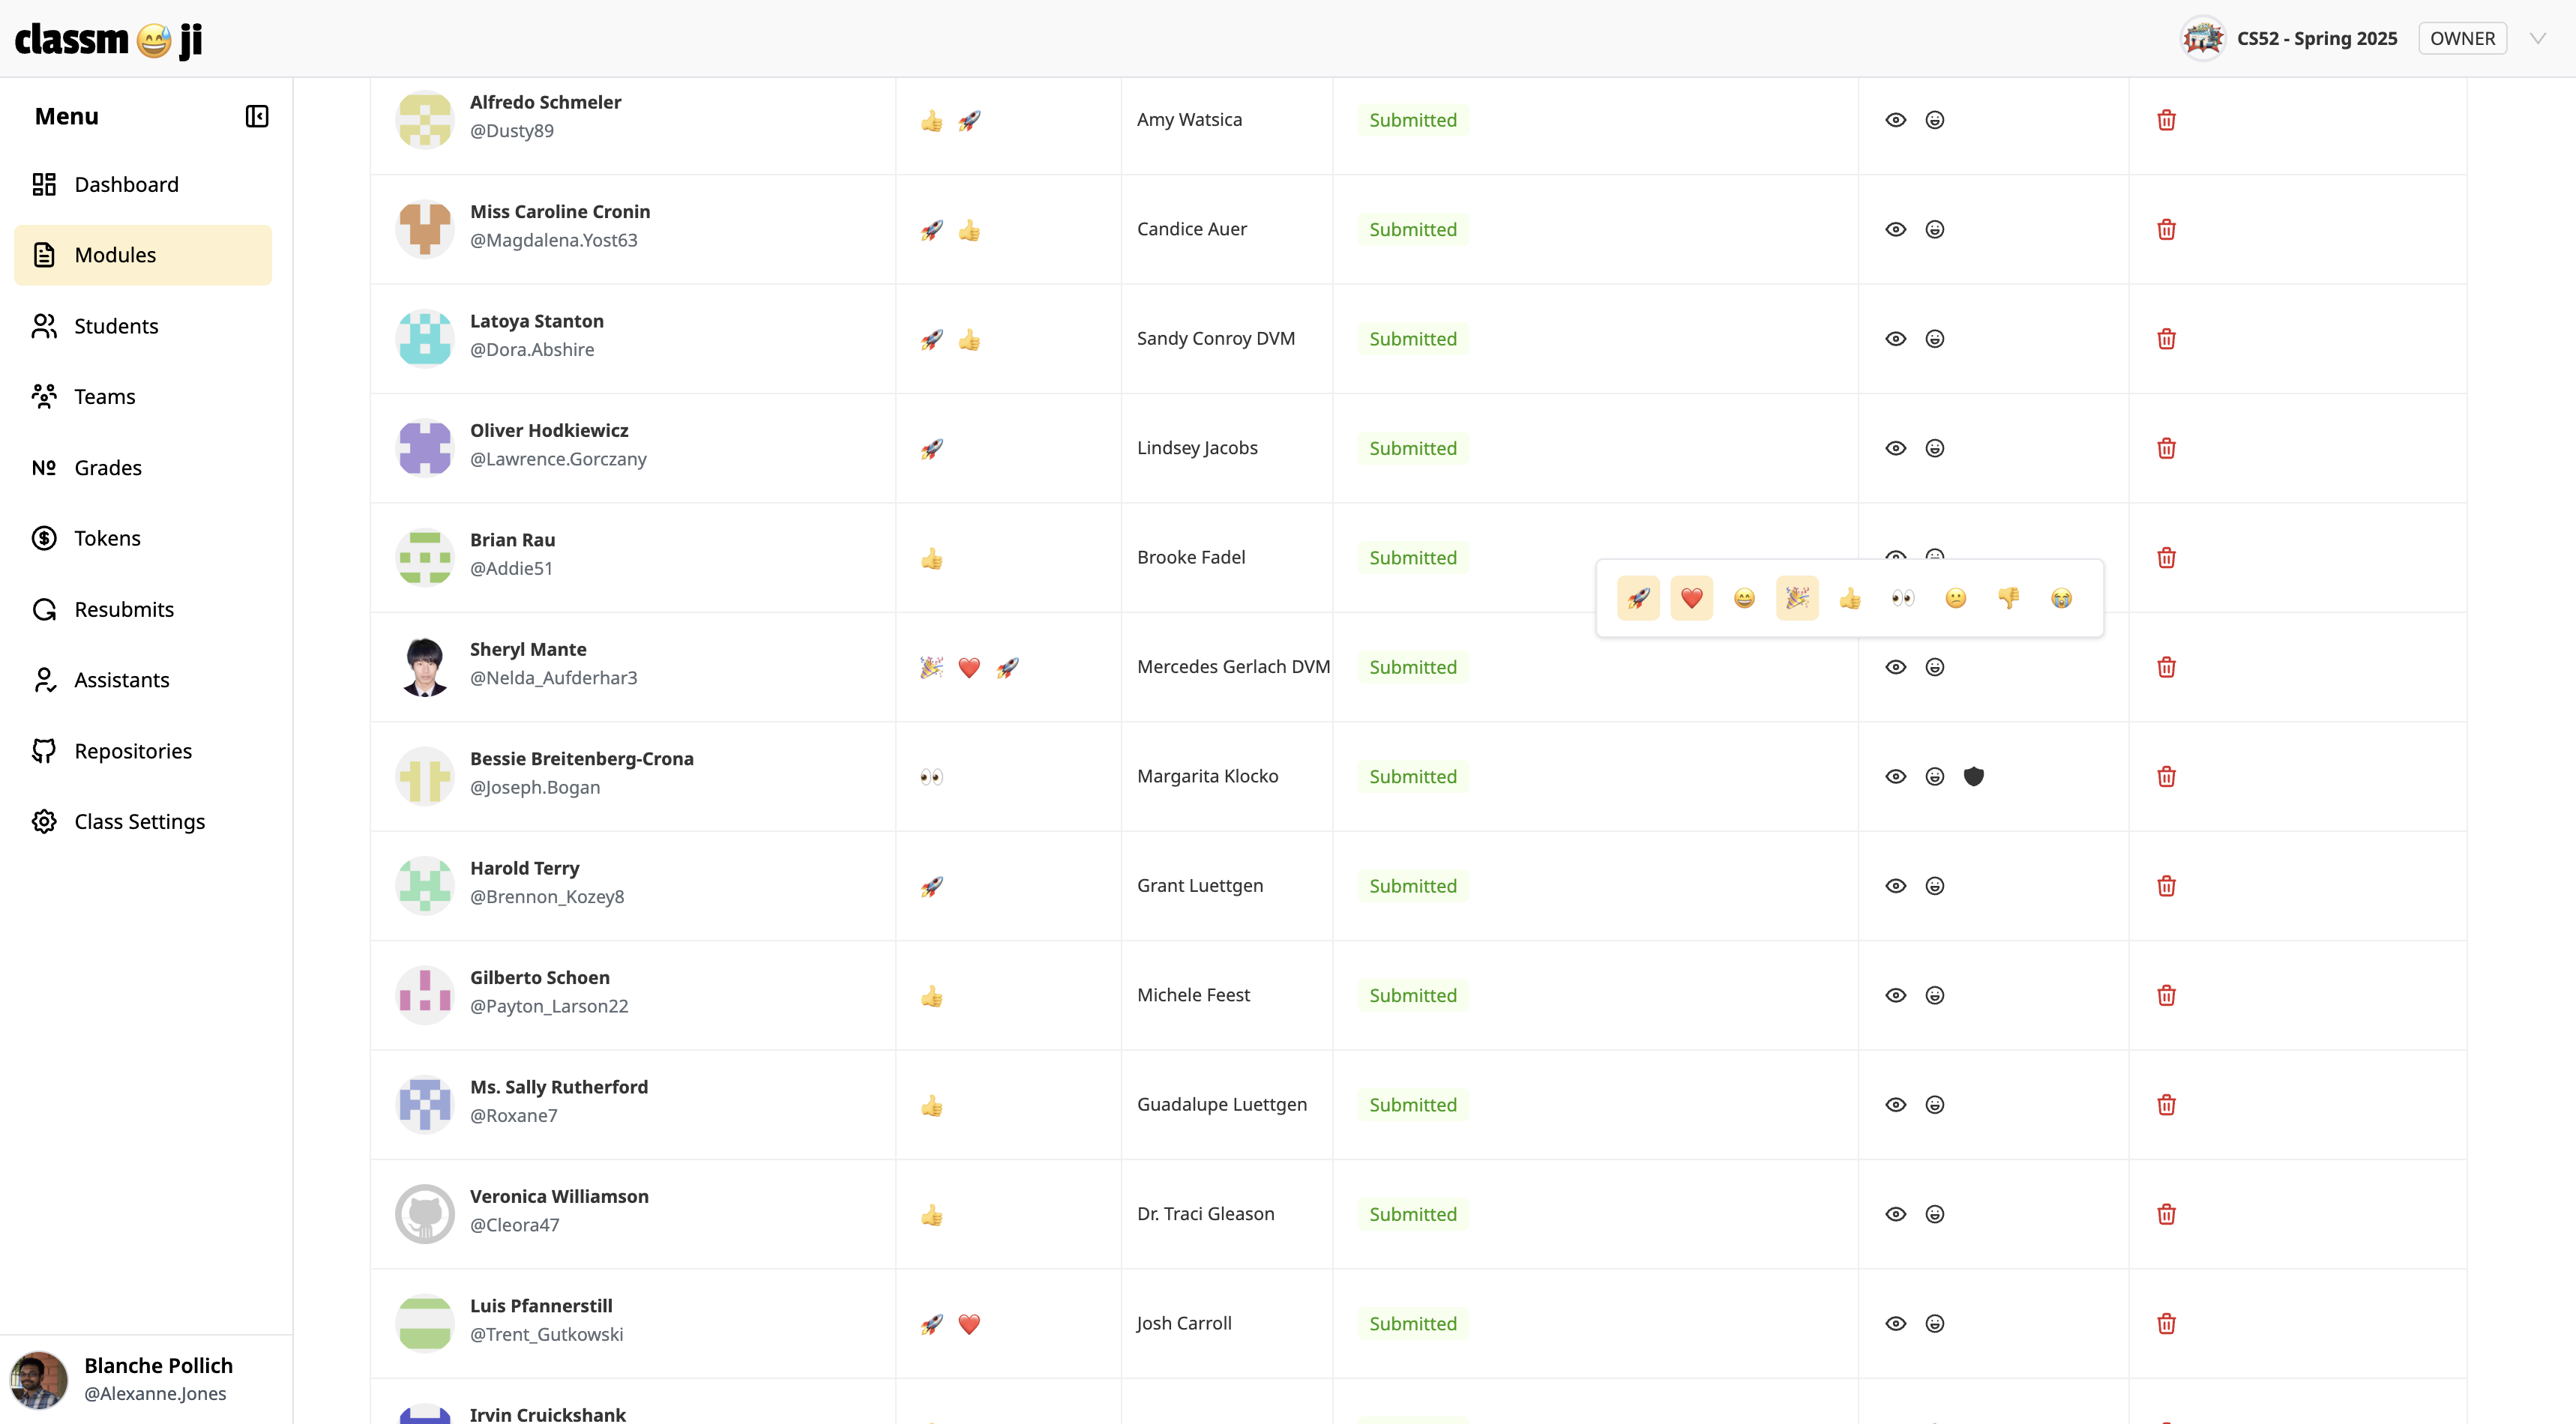 classm😅ji
CS52 - Spring 2025
OWNER
Menu
Dashboard
Modules
Students
Teams
Grades
Tokens
Resubmits
Assistants
Repositories
Class Settings
Blanche Pollich
@Alexanne.Jones
Alfredo Schmeler
@Dusty89
Amy Watsica
Submitted
Miss Caroline Cronin
@Magdalena.Yost63
Candice Auer
Submitted
Latoya Stanton
@Dora.Abshire
Sandy Conroy DVM
Submitted
Oliver Hodkiewicz
@Lawrence.Gorczany
Lindsey Jacobs
Submitted
Brian Rau
@Addie51
Brooke Fadel
Submitted
Sheryl Mante
@Nelda_Aufderhar3
Mercedes Gerlach DVM
Submitted
Bessie Breitenberg-Crona
@Joseph.Bogan
Margarita Klocko
Submitted
Harold Terry
@Brennon_Kozey8
Grant Luettgen
Submitted
Gilberto Schoen
@Payton_Larson22
Michele Feest
Submitted
Ms. Sally Rutherford
@Roxane7
Guadalupe Luettgen
Submitted
Veronica Williamson
@Cleora47
Dr. Traci Gleason
Submitted
Luis Pfannerstill
@Trent_Gutkowski
Josh Carroll
Submitted
Irvin Cruickshank